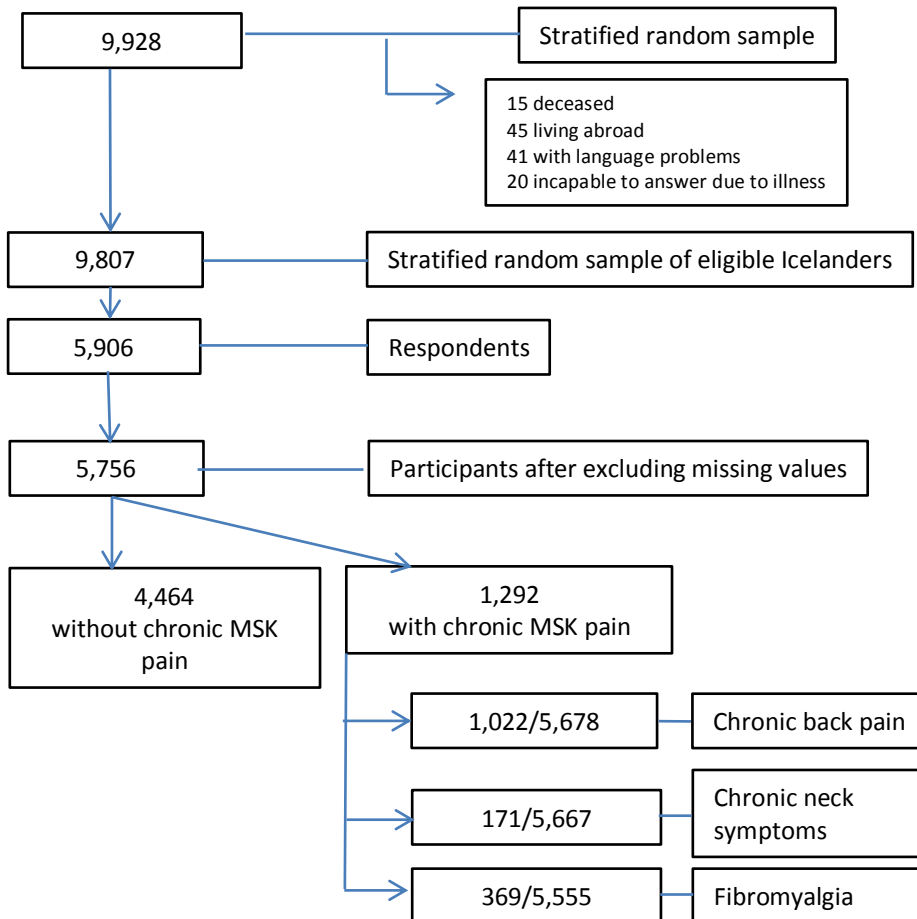 9,928
Stratified random sample
15 deceased
45 living abroad
41 with language problems
20 incapable to answer due to illness
9,807
Stratified random sample of eligible Icelanders
5,906
Respondents
5,756
Participants after excluding missing values
4,464
without chronic MSK
pain
1,292
with chronic MSK pain
1,022/5,678
Chronic back pain
171/5,667
Chronic neck
symptoms
369/5,555
Fibromyalgia